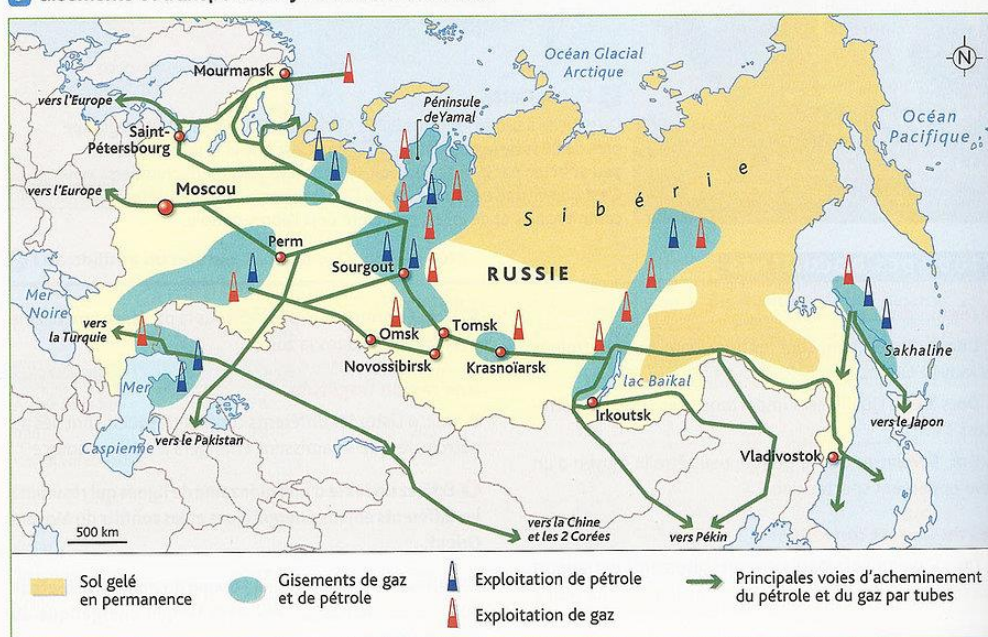 Océan Glacial
Arctique
N
Mourmansk
vers l'Europe
Péninsule
de Yamal
Océan
Pacifique
Saint-
Pétersbourg
vers l'Europe
Moscou
Sibérie
Perm
Sourgout
RUSSIE
Mer
Noire
vers
la Turquie
Omsk
Tomsk
Novossibirsk
Krasnoïarsk
Sakhaline
lac Baïkal
Mer
Caspienne
Irkoutsk
vers le Japon
vers le Pakistan
Vladivostok
500 km
vers la Chine
et les 2 Corées
vers Pékin
Sol gelé
en permanence
Gisements de gaz
et de pétrole
Exploitation de pétrole
Exploitation de gaz
Principales voies d'acheminement
du pétrole et du gaz par tubes